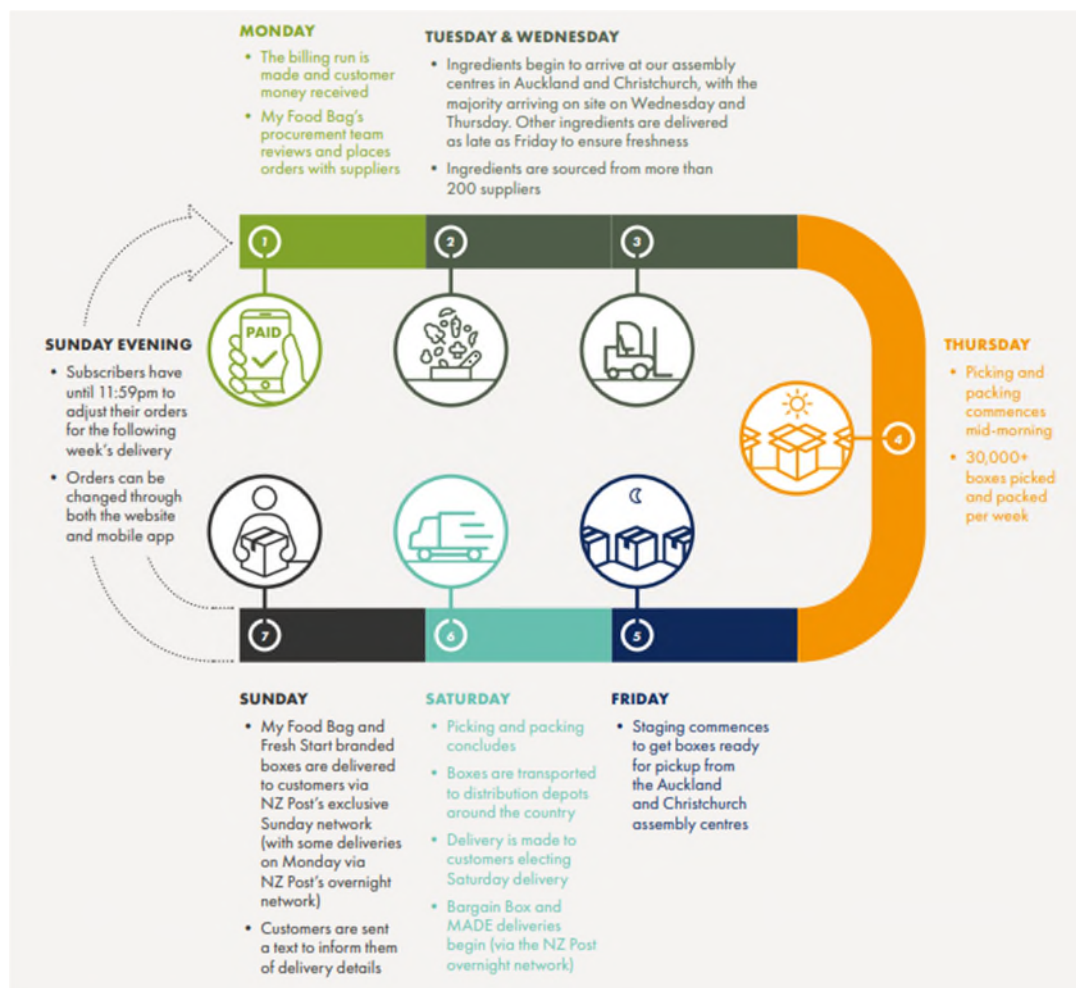 MONDAY
• The billing run is
made and customer
money received
• My Food Bag's
procurement team
reviews and places
orders with suppliers
TUESDAY & WEDNESDAY
• Ingredients begin to arrive at our assembly
centres in Auckland and Christchurch, with the
majority arriving on site on Wednesday and
Thursday. Other ingredients are delivered
as late as Friday to ensure freshness
• Ingredients are sourced from more than
200 suppliers
1
2
3
PAID
SUNDAY EVENING
• Subscribers have
until 11:59pm to
adjust their orders
for the following
week's delivery
• Orders can be
changed through
both the website
and mobile app
THURSDAY
• Picking and
packing
commences
mid-morning
• 30,000+
boxes picked
and packed
per week
4
7
6
5
SUNDAY
• My Food Bag and
Fresh Start branded
boxes are delivered
to customers via
NZ Post's exclusive
Sunday network
(with some deliveries
on Monday via
NZ Post's overnight
network)
• Customers are sent
a text to inform them
of delivery details
SATURDAY
• Picking and packing
concludes
• Boxes are transported
to distribution depots
around the country
• Delivery is made to
customers electing
Saturday delivery
• Bargain Box and
MADE deliveries
begin (via the NZ Post
overnight network)
FRIDAY
• Staging commences
to get boxes ready
for pickup from
the Auckland
and Christchurch
assembly centres